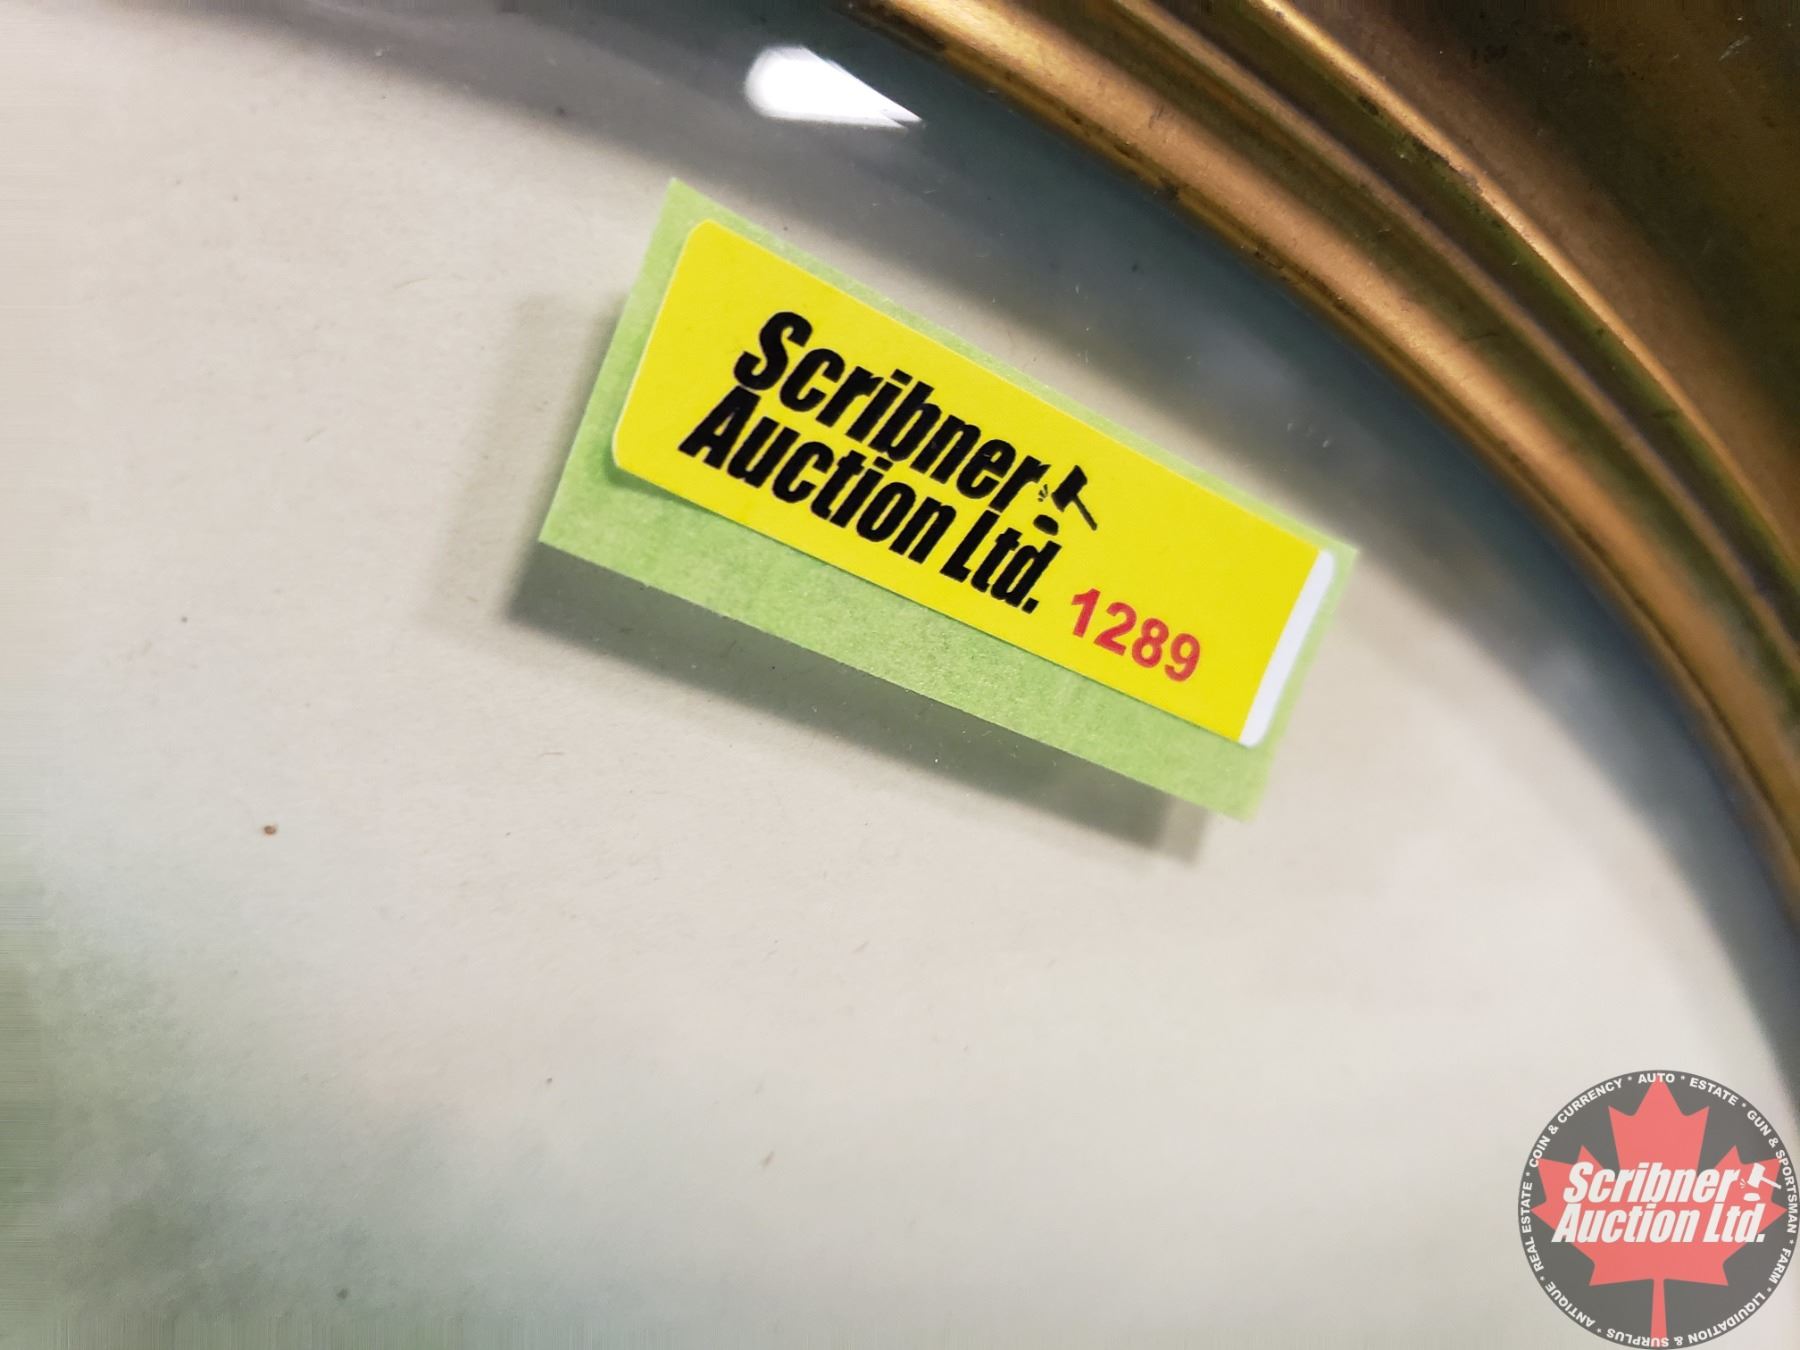 Scribner
Auction Ltd.
1289
REAL ESTATE * COIN & CURRENCY * AUTO * ESTATE * GUN & SPORTSMAN * FARM * LIQUIDATION & SURPLUS * ANTIQUE *
Scribner
Auction Ltd.